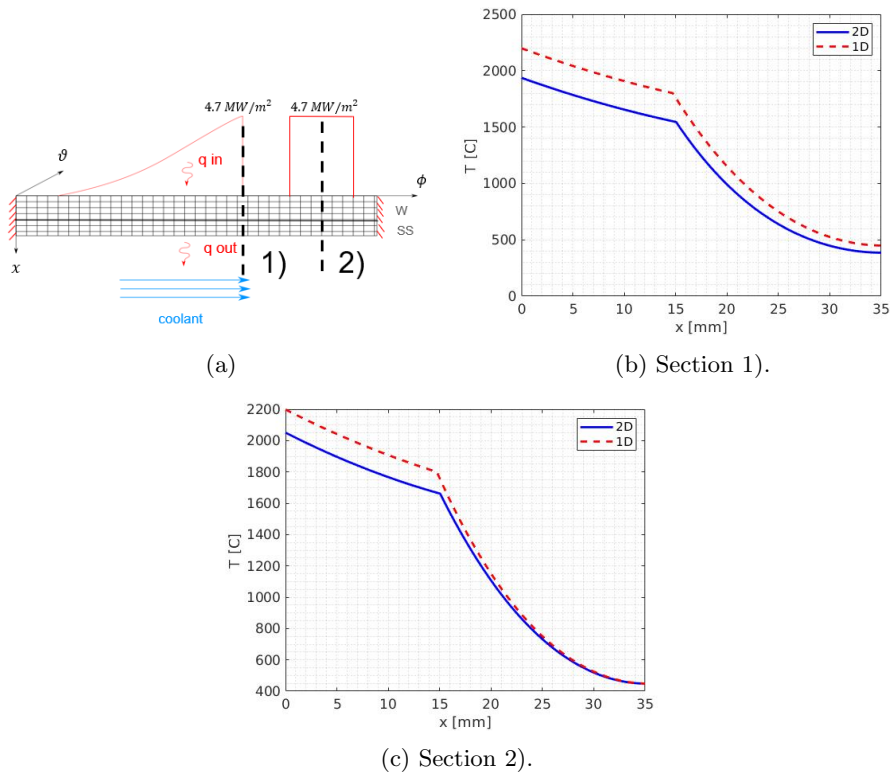 4.7 MW/m² 4.7 MW/m²
ϑ
q in
ϕ
W
SS
q out
x
1) 2)
coolant
(a)
2500
2000
1500
1000
500
0
T [C]
0 5 10 15 20 25 30 35
x [mm]
2D
1D
(b) Section 1).
2200
2000
1800
1600
1400
1200
1000
800
600
400
T [C]
0 5 10 15 20 25 30 35
x [mm]
2D
1D
(c) Section 2).